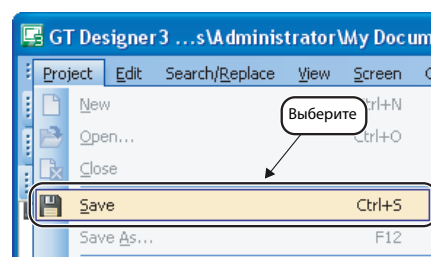 GT Designer3 ...s\Administrator\My Docum
Project Edit Search/Replace View Screen
New Ctrl+N
Выберите
Open... Ctrl+O
Close
Save Ctrl+S
Save As... F12